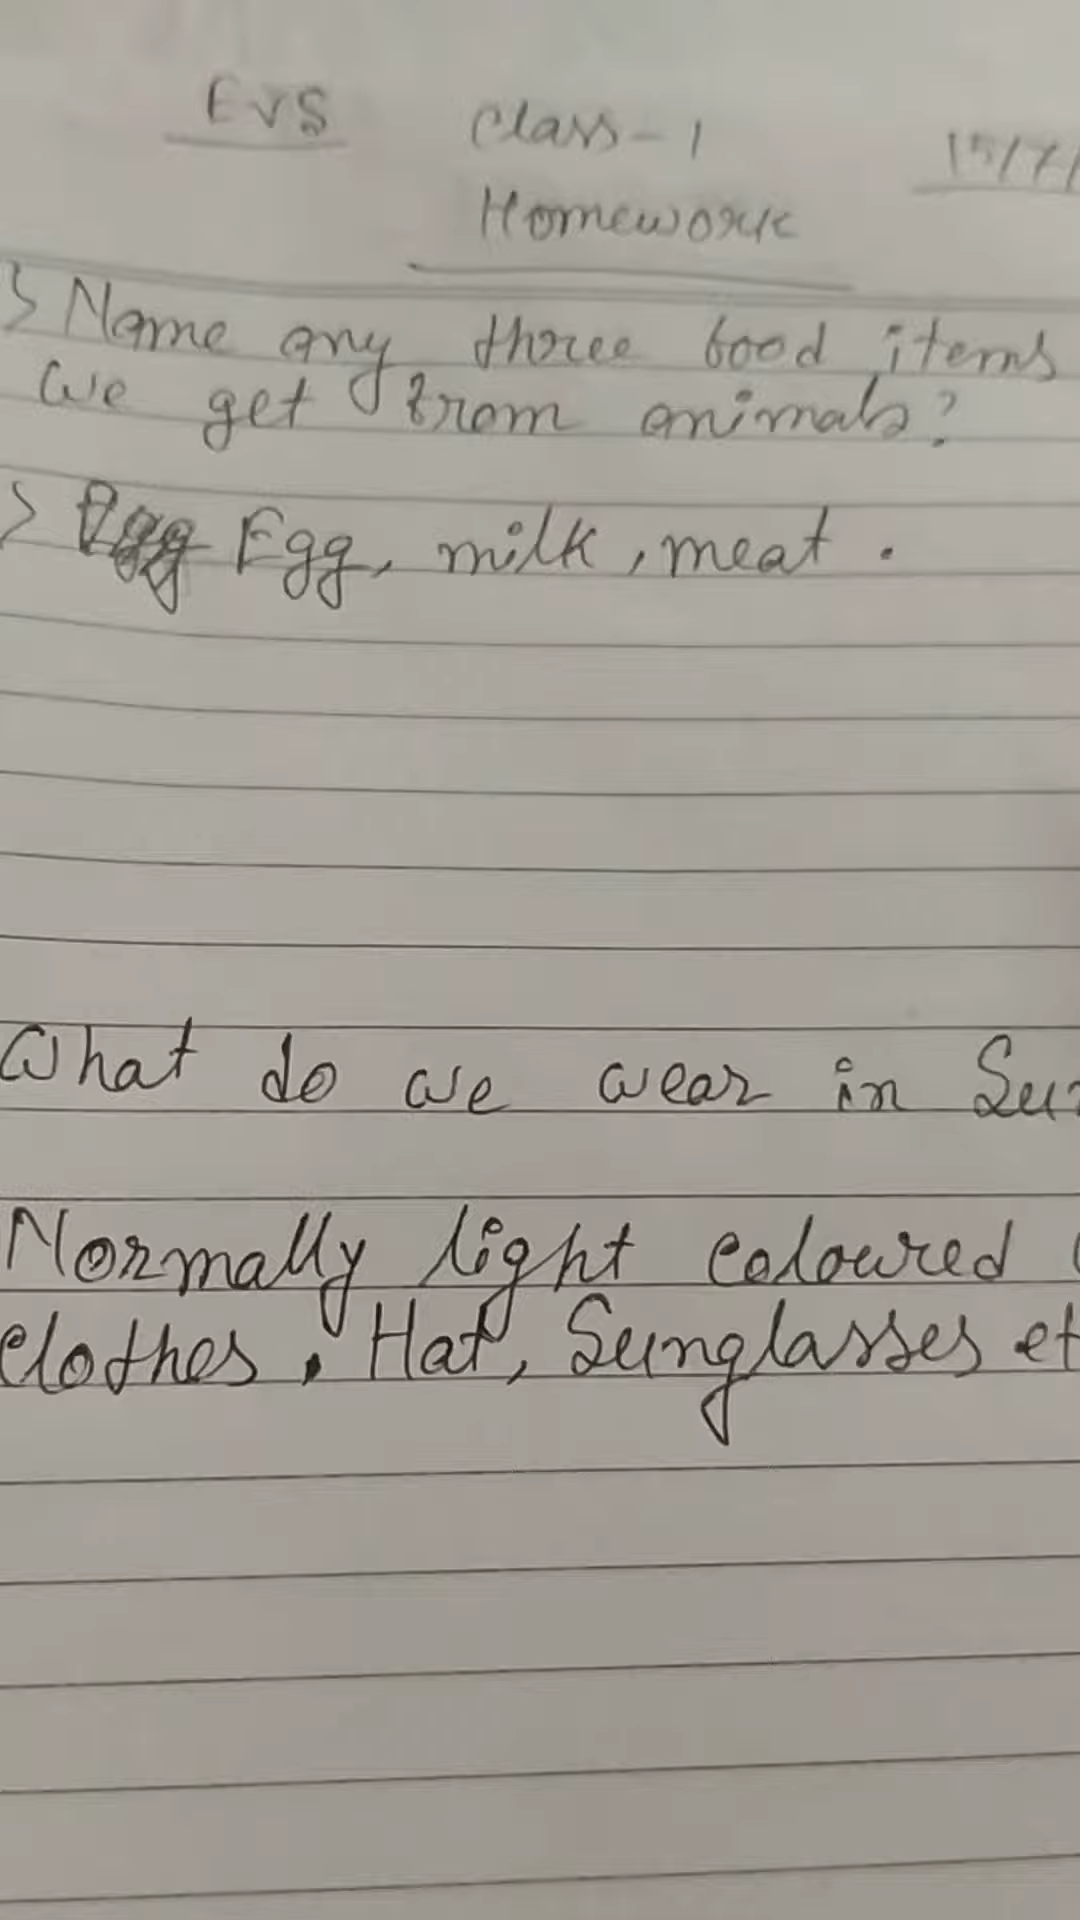 EVS Class-1 15/7/
Homework
Name any three food items
we get from animals?
Egg, milk, meat.
What do we wear in
Normally light coloured
clothes, Hat, Sunglasses